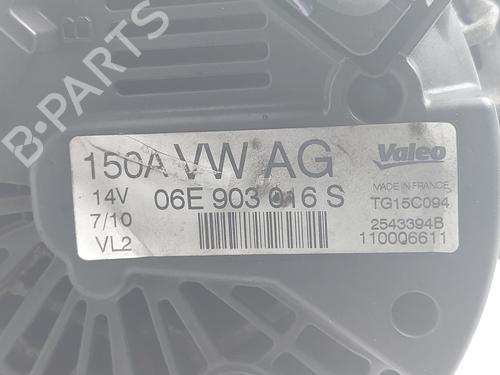 B
B-PARTS
150A VW AG
Valeo
14V
06E 903 016 S
MADE IN FRANCE
TG15C094
7/10
2543394B
VL2
110006611